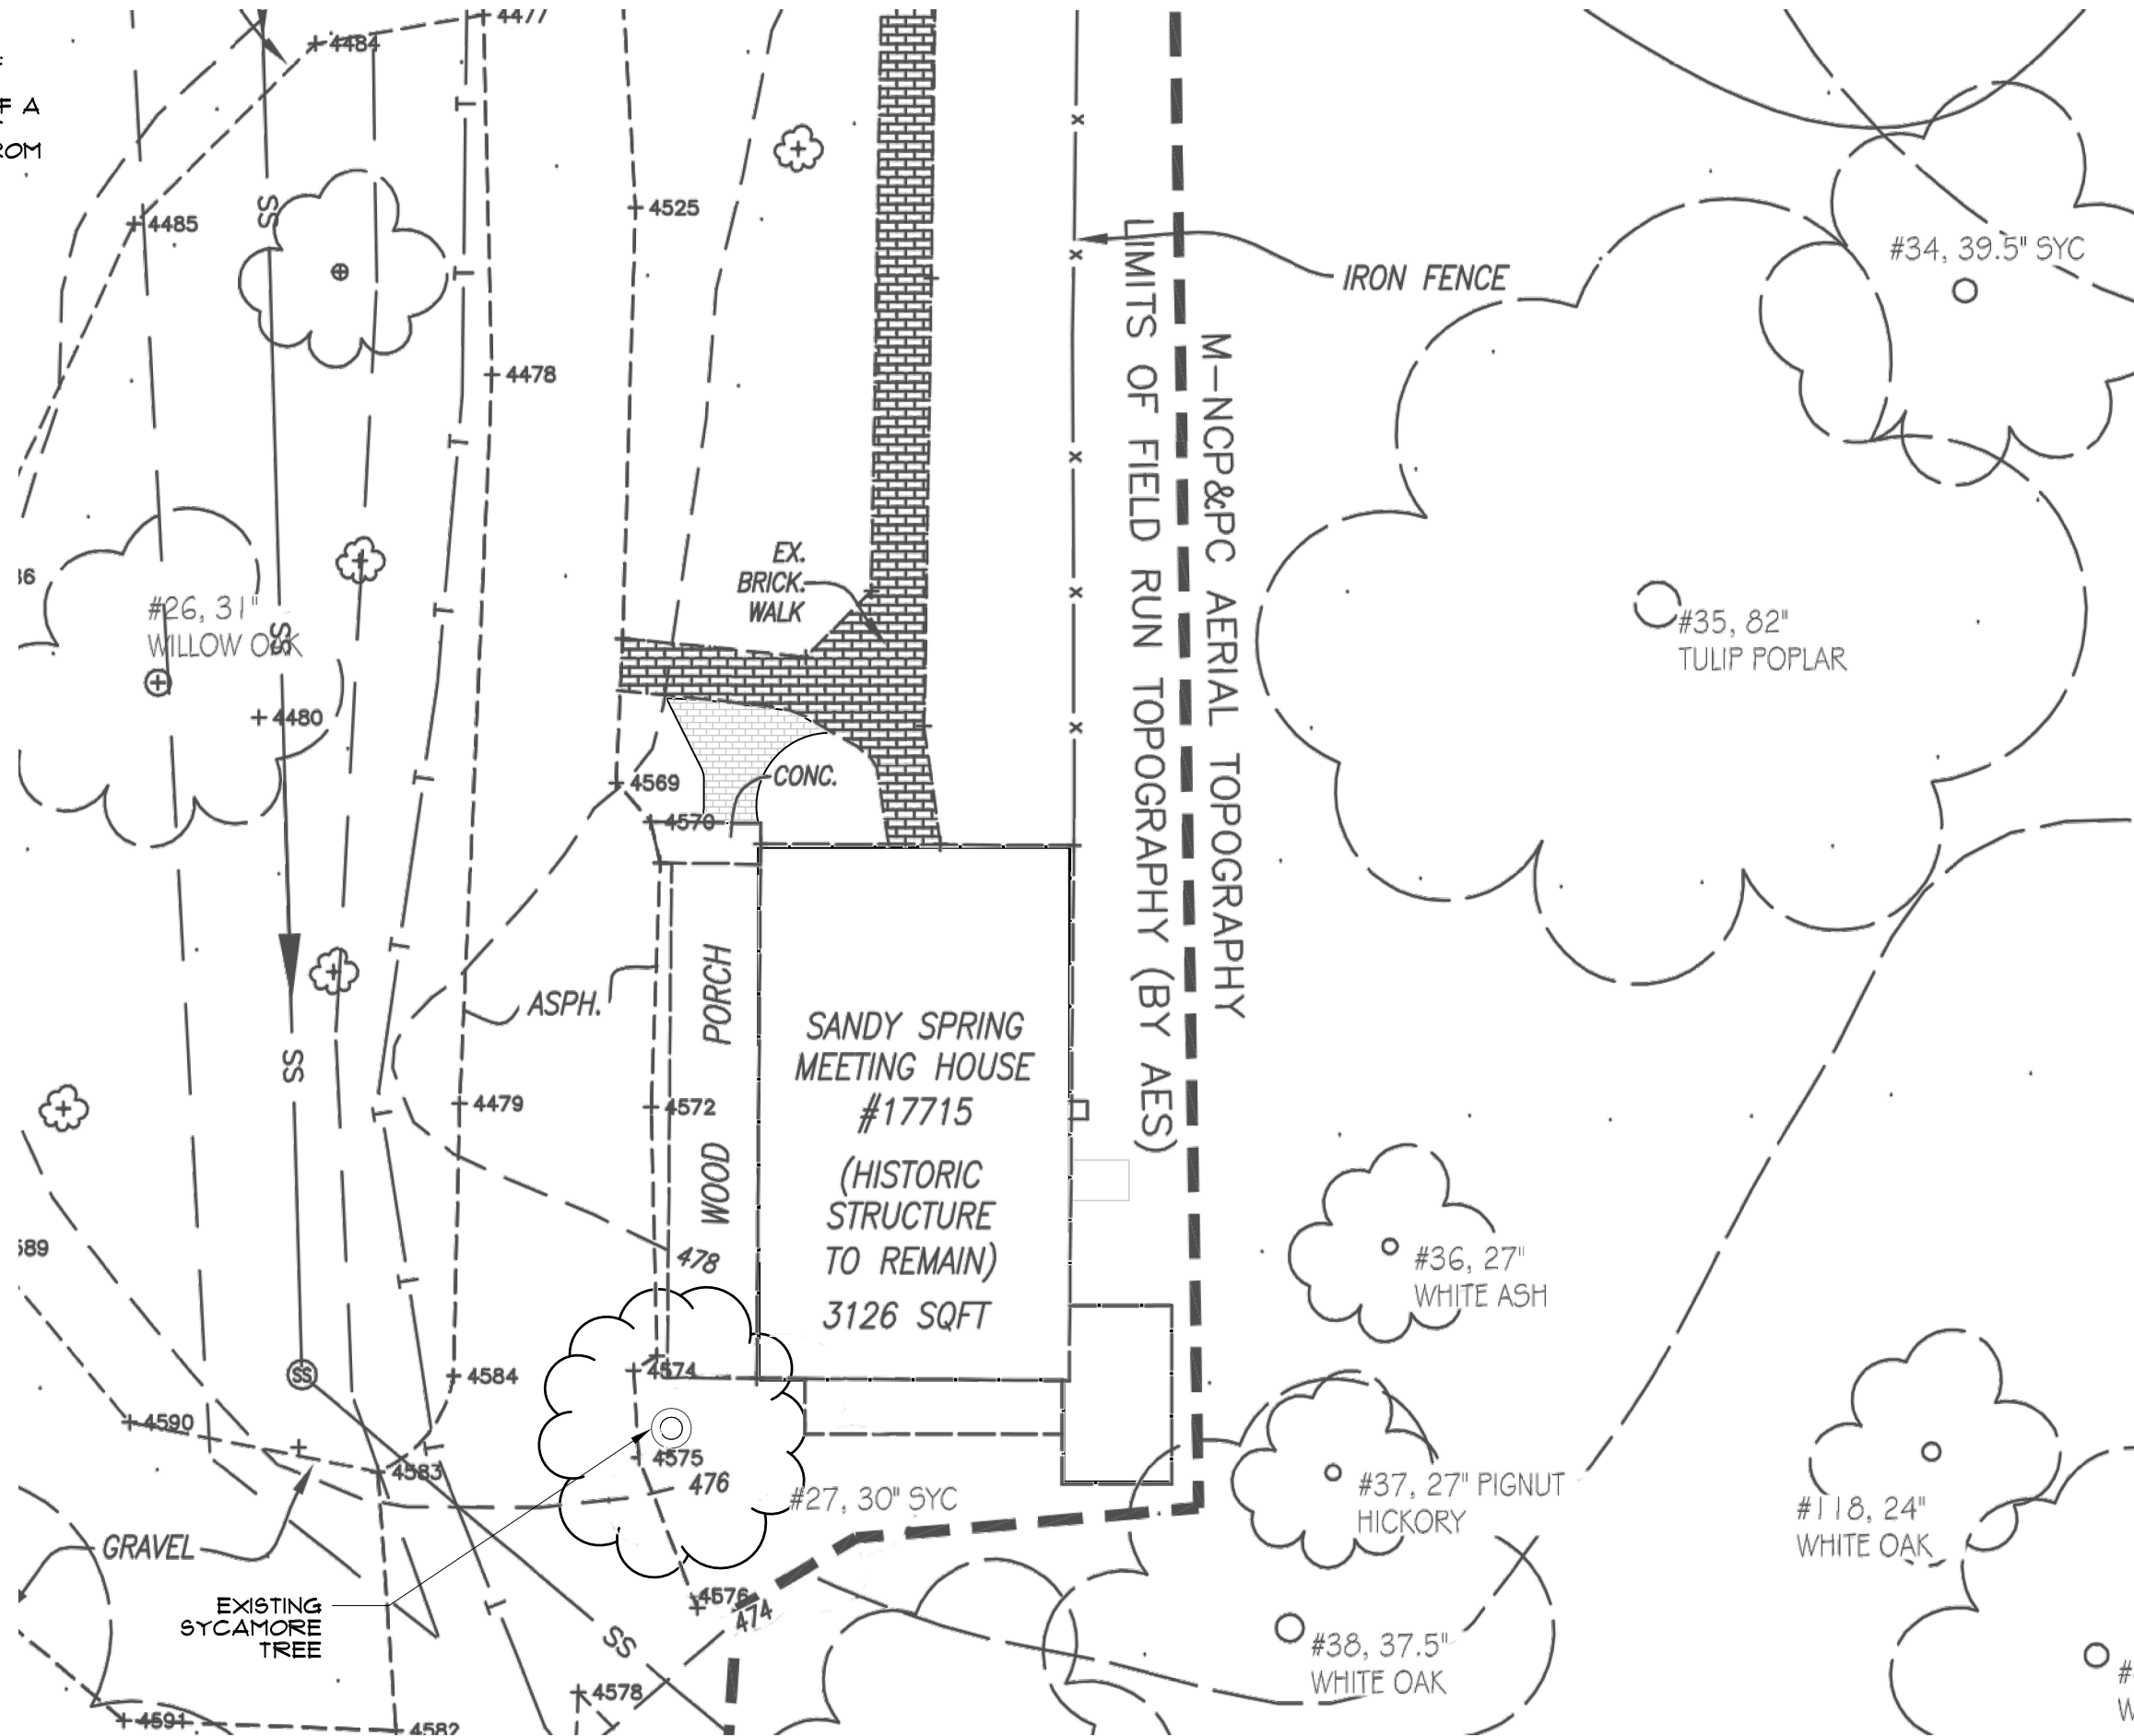 4477
4484
F A
ROM
T
SS
4485
4525
T
#34, 39.5" SYC
IRON FENCE
4478
T
LIMITS OF FIELD RUN TOPOGRAPHY (BY AES)
M-NCP&PC AERIAL TOPOGRAPHY
EX.
BRICK.
WALK
#26, 31"
WILLOW OAK
SS
T
#35, 82"
TULIP POPLAR
4480
T
4569
CONC.
4570
T
ASPH.
WOOD PORCH
SANDY SPRING
MEETING HOUSE
#17715
(HISTORIC
STRUCTURE
TO REMAIN)
3126 SQFT
SS
T
4479
4572
589
478
T
#36, 27"
WHITE ASH
SS
4584
4574
4590
T
4583
4575
476
#27, 30" SYC
#37, 27" PIGNUT
HICKORY
#118, 24"
WHITE OAK
GRAVEL
EXISTING
SYCAMORE
TREE
T
4576
474
SS
#38, 37.5"
WHITE OAK
4578
4591
4582